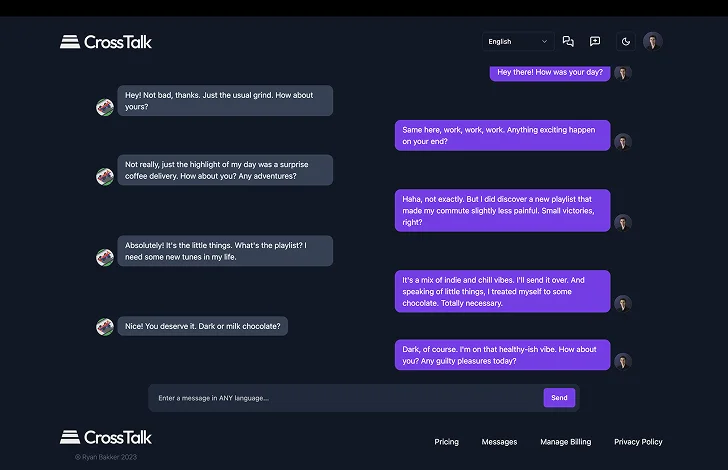 CrossTalk
English
Hey there! How was your day?
Hey! Not bad, thanks. Just the usual grind. How about
yours?
Same here, work, work, work. Anything exciting happen
on your end?
Not really, just the highlight of my day was a surprise
coffee delivery. How about you? Any adventures?
Haha, not exactly. But I did discover a new playlist that
made my commute slightly less painful. Small victories,
right?
Absolutely! It's the little things. What's the playlist? I
need some new tunes in my life.
It's a mix of indie and chill vibes. I'll send it over. And
speaking of little things, I treated myself to some
chocolate. Totally necessary.
Nice! You deserve it. Dark or milk chocolate?
Dark, of course. I'm on that healthy-ish vibe. How about
you? Any guilty pleasures today?
Enter a message in ANY language...
Send
CrossTalk
Pricing
Messages
Manage Billing
Privacy Policy
© Ryan Bakker 2023